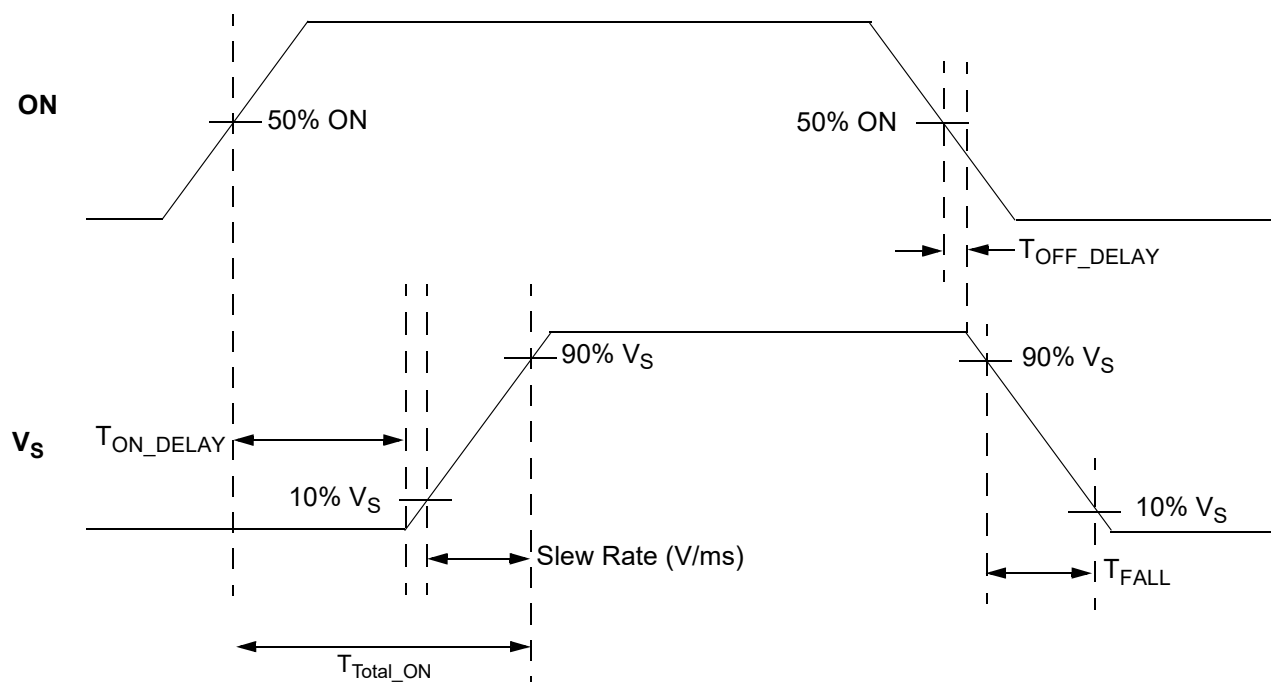 ON
50% ON
50% ON
T_OFF_DELAY
90% V_S
90% V_S
V_S
T_ON_DELAY
10% V_S
10% V_S
Slew Rate (V/ms)
T_FALL
T_Total_ON